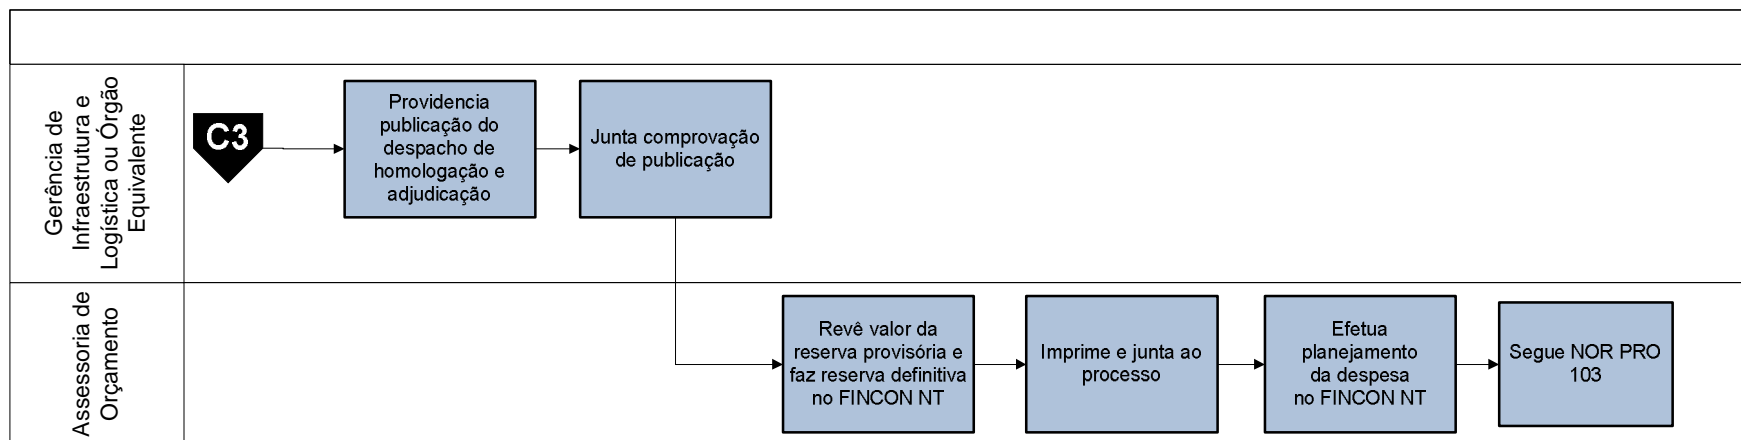 Gerência de
Infraestrutura e
Logística ou Órgão
Equivalente
C3
Providencia
publicação do
despacho de
homologação e
adjudicação
Junta comprovação
de publicação
Assessoria de
Orçamento
Revê valor da
reserva provisória e
faz reserva definitiva
no FINCON NT
Imprime e junta ao
processo
Efetua
planejamento
da despesa
no FINCON NT
Segue NOR PRO
103